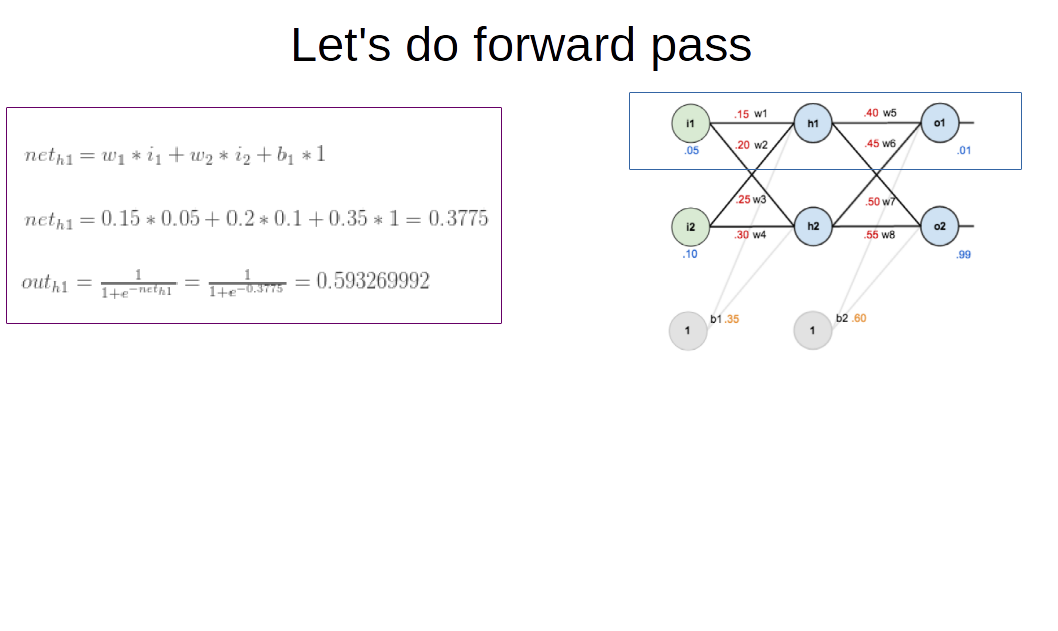 Let's do forward pass
net_{h1} = w_1 * i_1 + w_2 * i_2 + b_1 * 1
net_{h1} = 0.15 * 0.05 + 0.2 * 0.1 + 0.35 * 1 = 0.3775
out_{h1} = \frac{1}{1+e^{-net_{h1}}} = \frac{1}{1+e^{-0.3775}} = 0.593269992
i1 .15 w1 h1 .40 w5 o1
.05 .20 w2 .45 w6 .01
.25 w3 .50 w7
i2 .30 w4 h2 .55 w8 o2
.10 .99
1 b1 .35 1 b2 .60